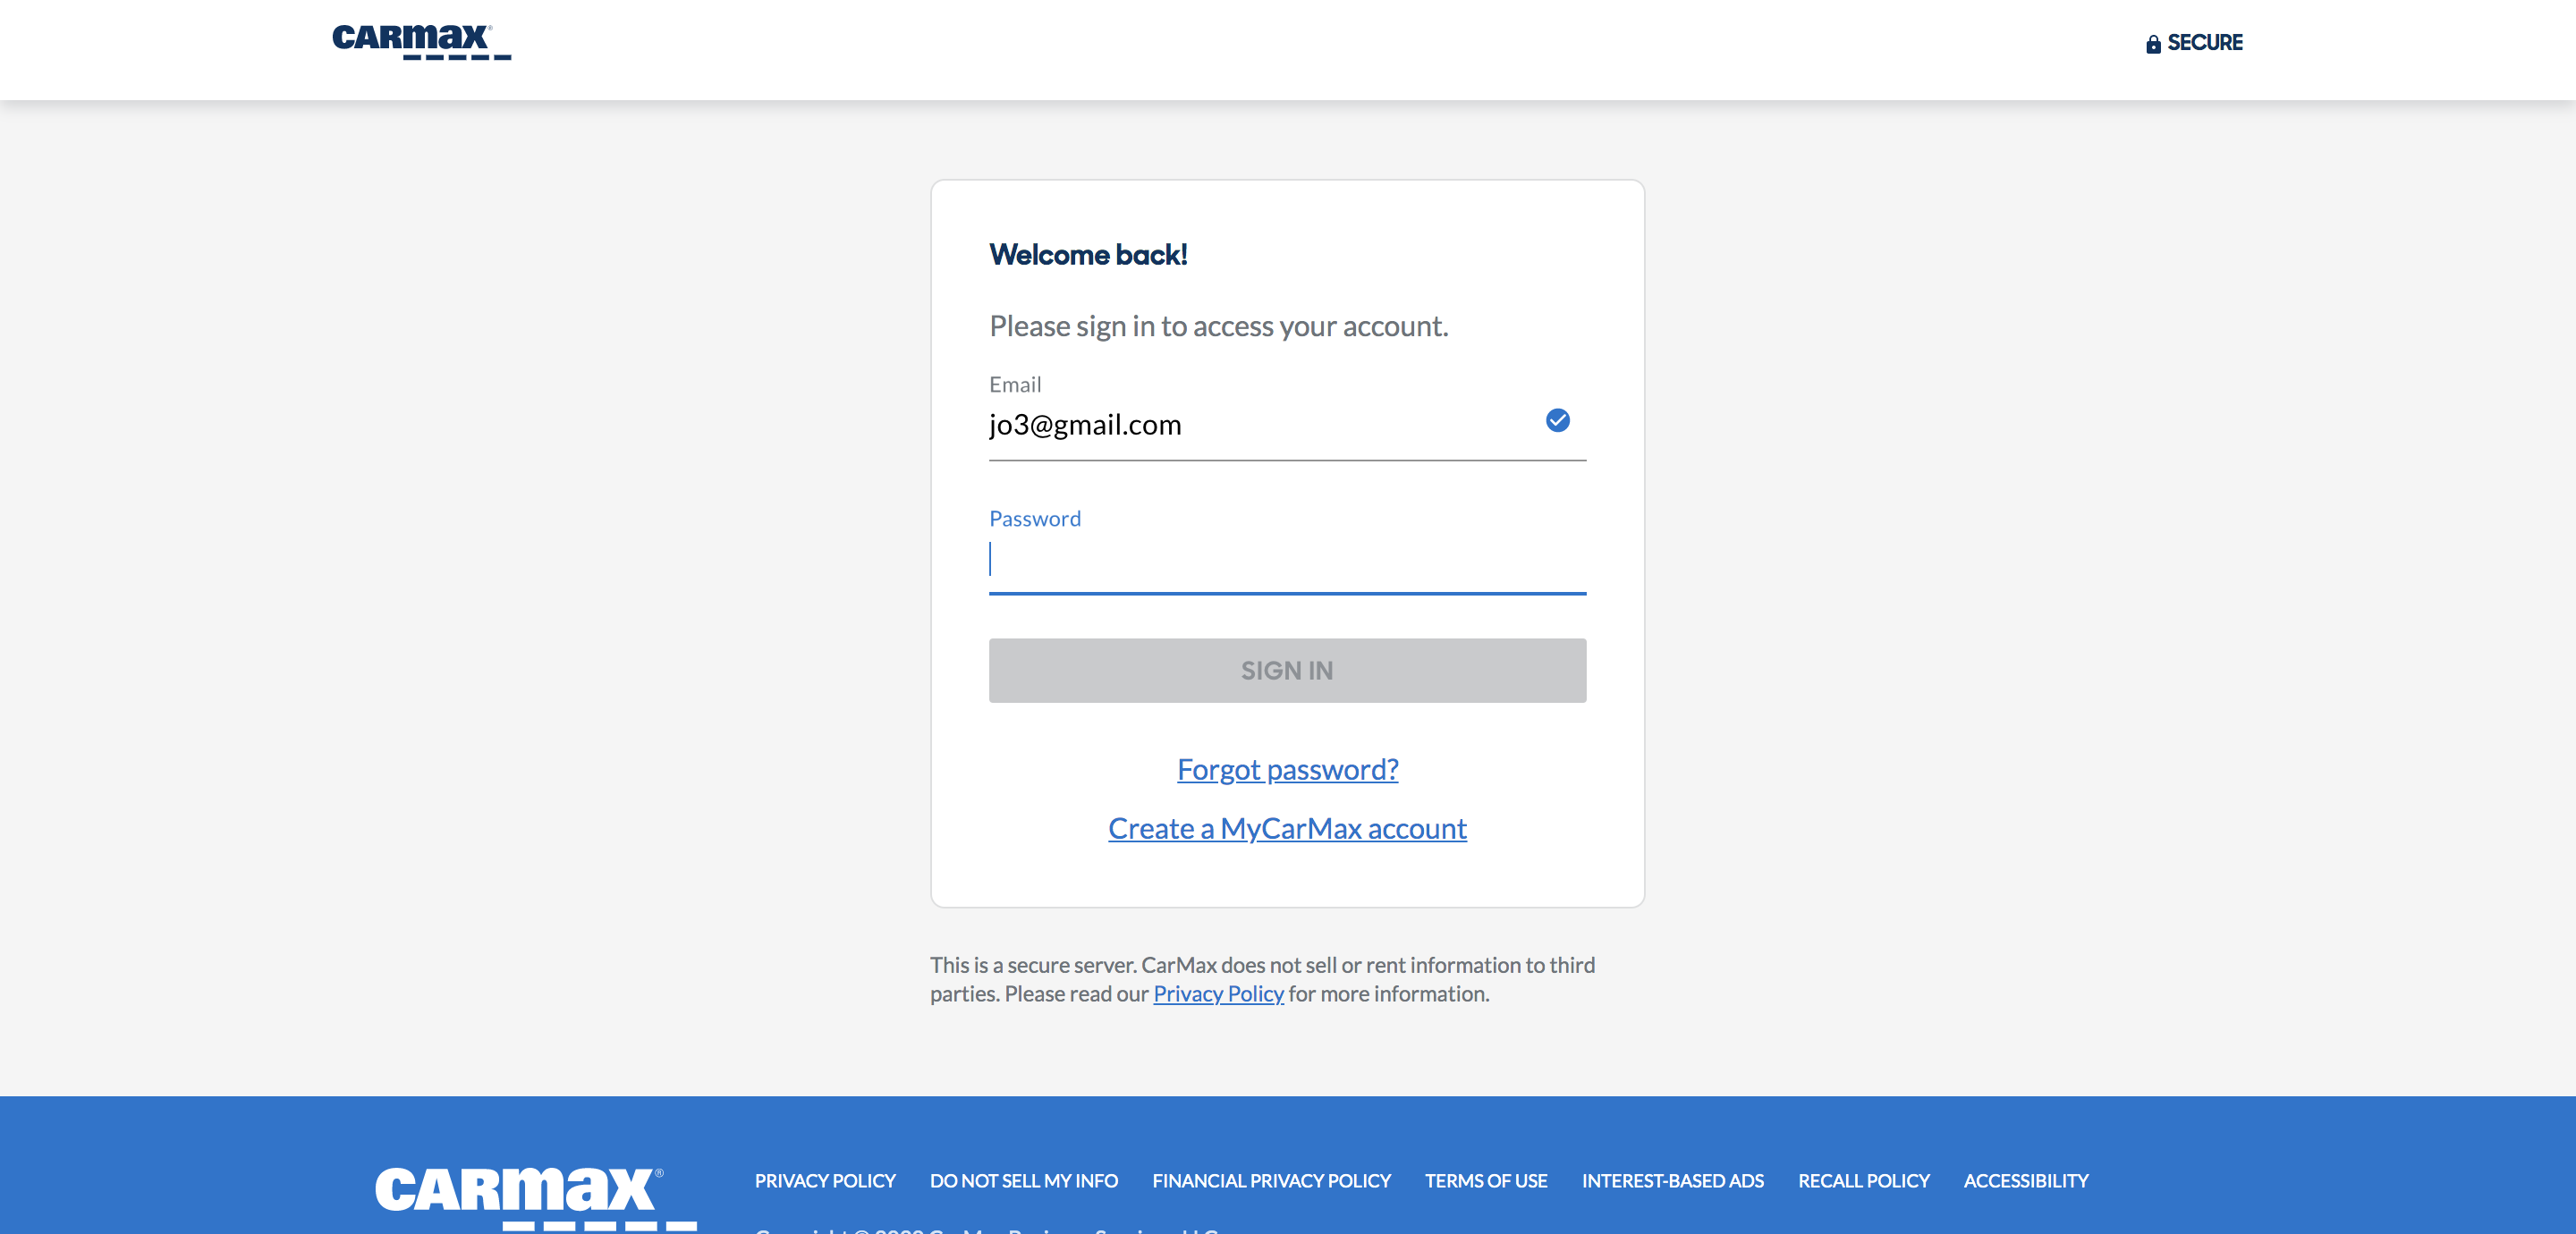 CARMAX®
SECURE
Welcome back!
Please sign in to access your account.
Email
jo3@gmail.com
Password
SIGN IN
Forgot password?
Create a MyCarMax account
This is a secure server. CarMax does not sell or rent information to third
parties. Please read our Privacy Policy for more information.
CARMAX®
PRIVACY POLICY DO NOT SELL MY INFO FINANCIAL PRIVACY POLICY TERMS OF USE INTEREST-BASED ADS RECALL POLICY ACCESSIBILITY